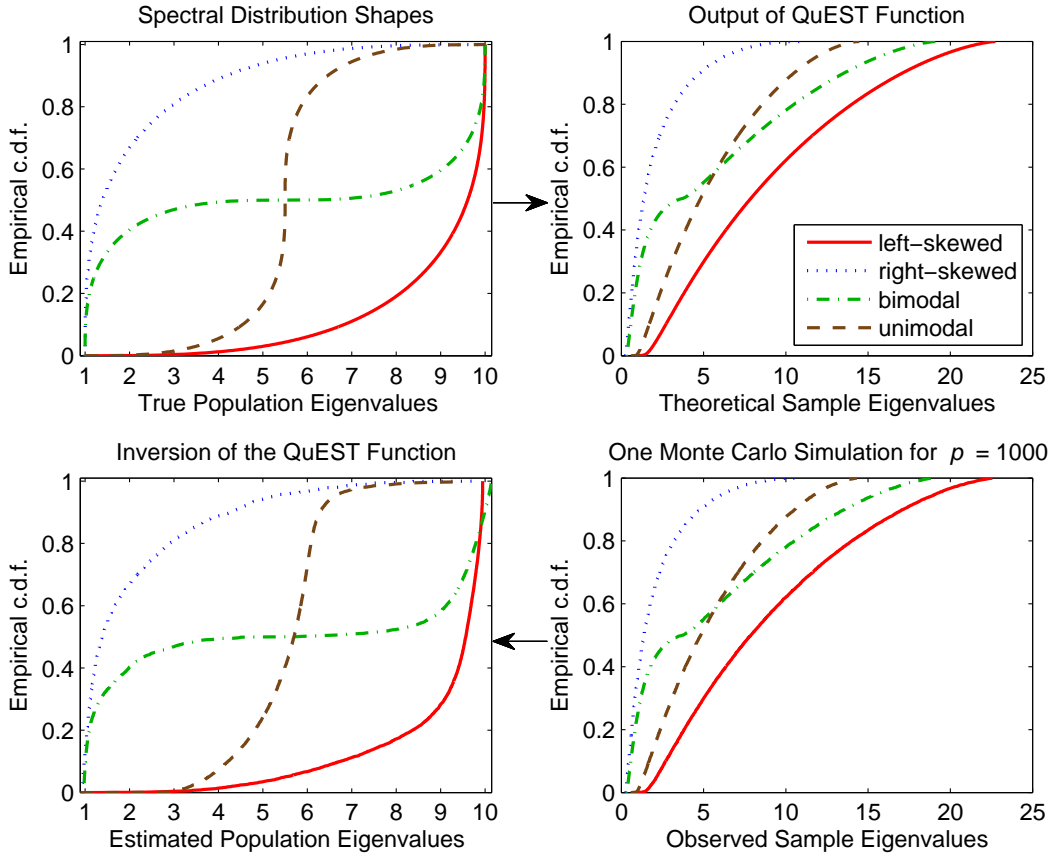 Spectral Distribution Shapes
Empirical c.d.f.
1
0.8
0.6
0.4
0.2
0
1 2 3 4 5 6 7 8 9 10
True Population Eigenvalues
Output of QuEST Function
Empirical c.d.f.
1
0.8
0.6
0.4
0.2
0
left-skewed
right-skewed
bimodal
unimodal
0 5 10 15 20 25
Theoretical Sample Eigenvalues
Inversion of the QuEST Function
Empirical c.d.f.
1
0.8
0.6
0.4
0.2
0
1 2 3 4 5 6 7 8 9 10
Estimated Population Eigenvalues
One Monte Carlo Simulation for p = 1000
Empirical c.d.f.
1
0.8
0.6
0.4
0.2
0
0 5 10 15 20 25
Observed Sample Eigenvalues